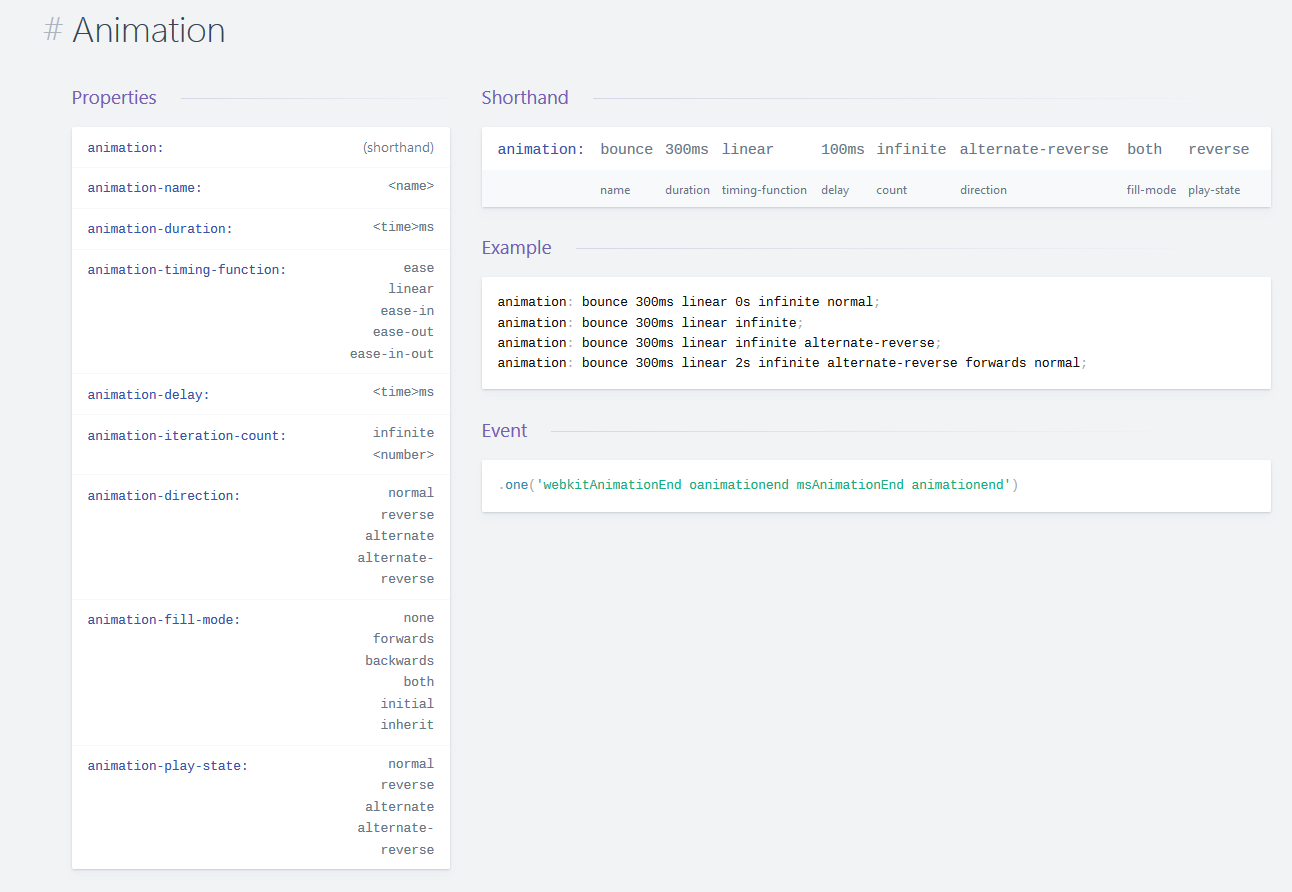 # Animation
Properties
animation: (shorthand)
animation-name: <name>
animation-duration: <time>ms
animation-timing-function: ease
linear
ease-in
ease-out
ease-in-out
animation-delay: <time>ms
animation-iteration-count: infinite
<number>
animation-direction: normal
reverse
alternate
alternate-
reverse
animation-fill-mode: none
forwards
backwards
both
initial
inherit
animation-play-state: normal
reverse
alternate
alternate-
reverse
Shorthand
animation: bounce 300ms linear 100ms infinite alternate-reverse both reverse
name duration timing-function delay count direction fill-mode play-state
Example
animation: bounce 300ms linear 0s infinite normal;
animation: bounce 300ms linear infinite;
animation: bounce 300ms linear infinite alternate-reverse;
animation: bounce 300ms linear 2s infinite alternate-reverse forwards normal;
Event
.one('webkitAnimationEnd oanimationend msAnimationEnd animationend')